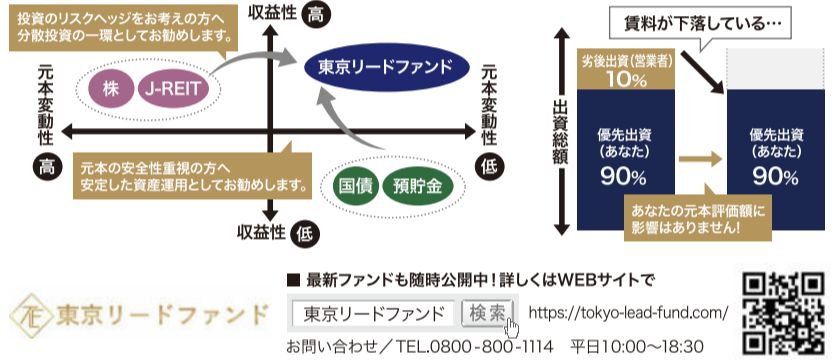 投資のリスクヘッジをお考えの方へ
分散投資の一環としてお勧めします。
収益性 高
東京リードファンド
株
J-REIT
元本変動性 高
元本変動性 低
元本の安全性重視の方へ
安定した資産運用としてお勧めします。
国債
預貯金
収益性 低
賃料が下落している…
出資総額
劣後出資(営業者)
10%
優先出資
(あなた)
90%
優先出資
(あなた)
90%
あなたの元本評価額に
影響はありません!
■ 最新ファンドも随時公開中!詳しくはWEBサイトで
東京リードファンド
東京リードファンド 検索 https://tokyo-lead-fund.com/
お問い合わせ/TEL.0800-800-1114 平日10:00〜18:30